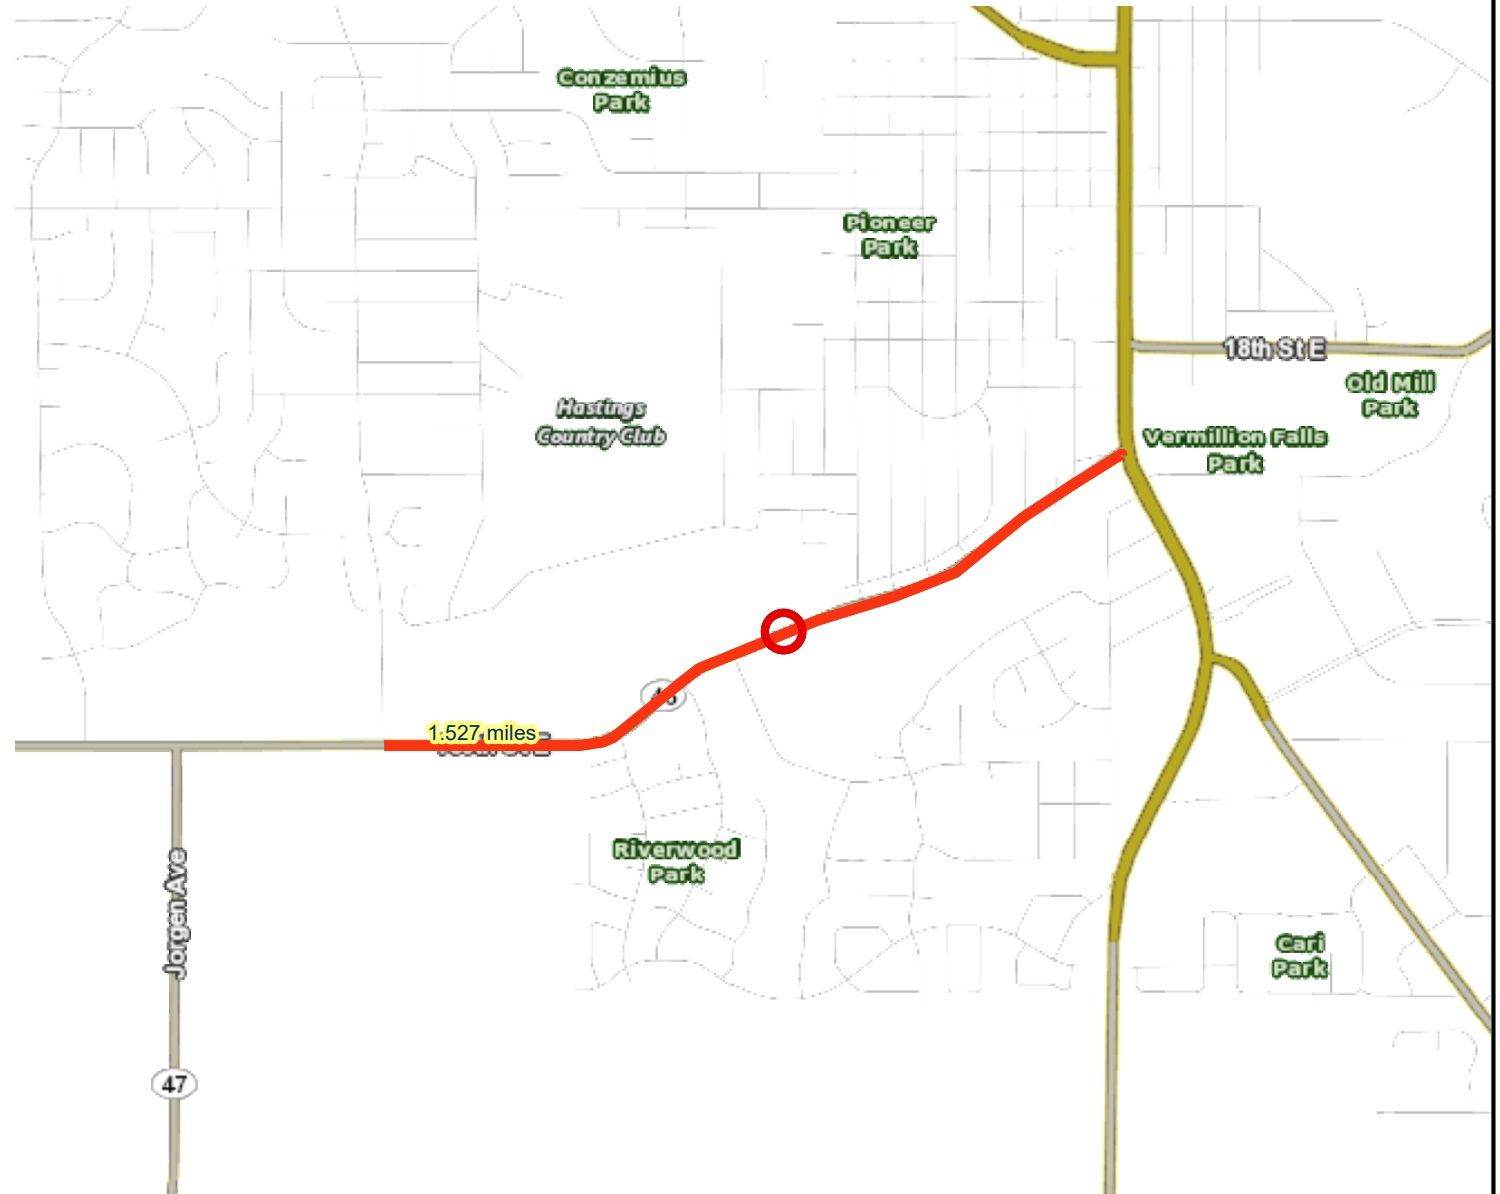 Conzemius
Park
Pioneer
Park
18th St E
Old Mill
Park
Hastings
Country Club
Vermillion Falls
Park
1.527 miles
Riverwood
Park
Jorgen Ave
Cari
Park
47